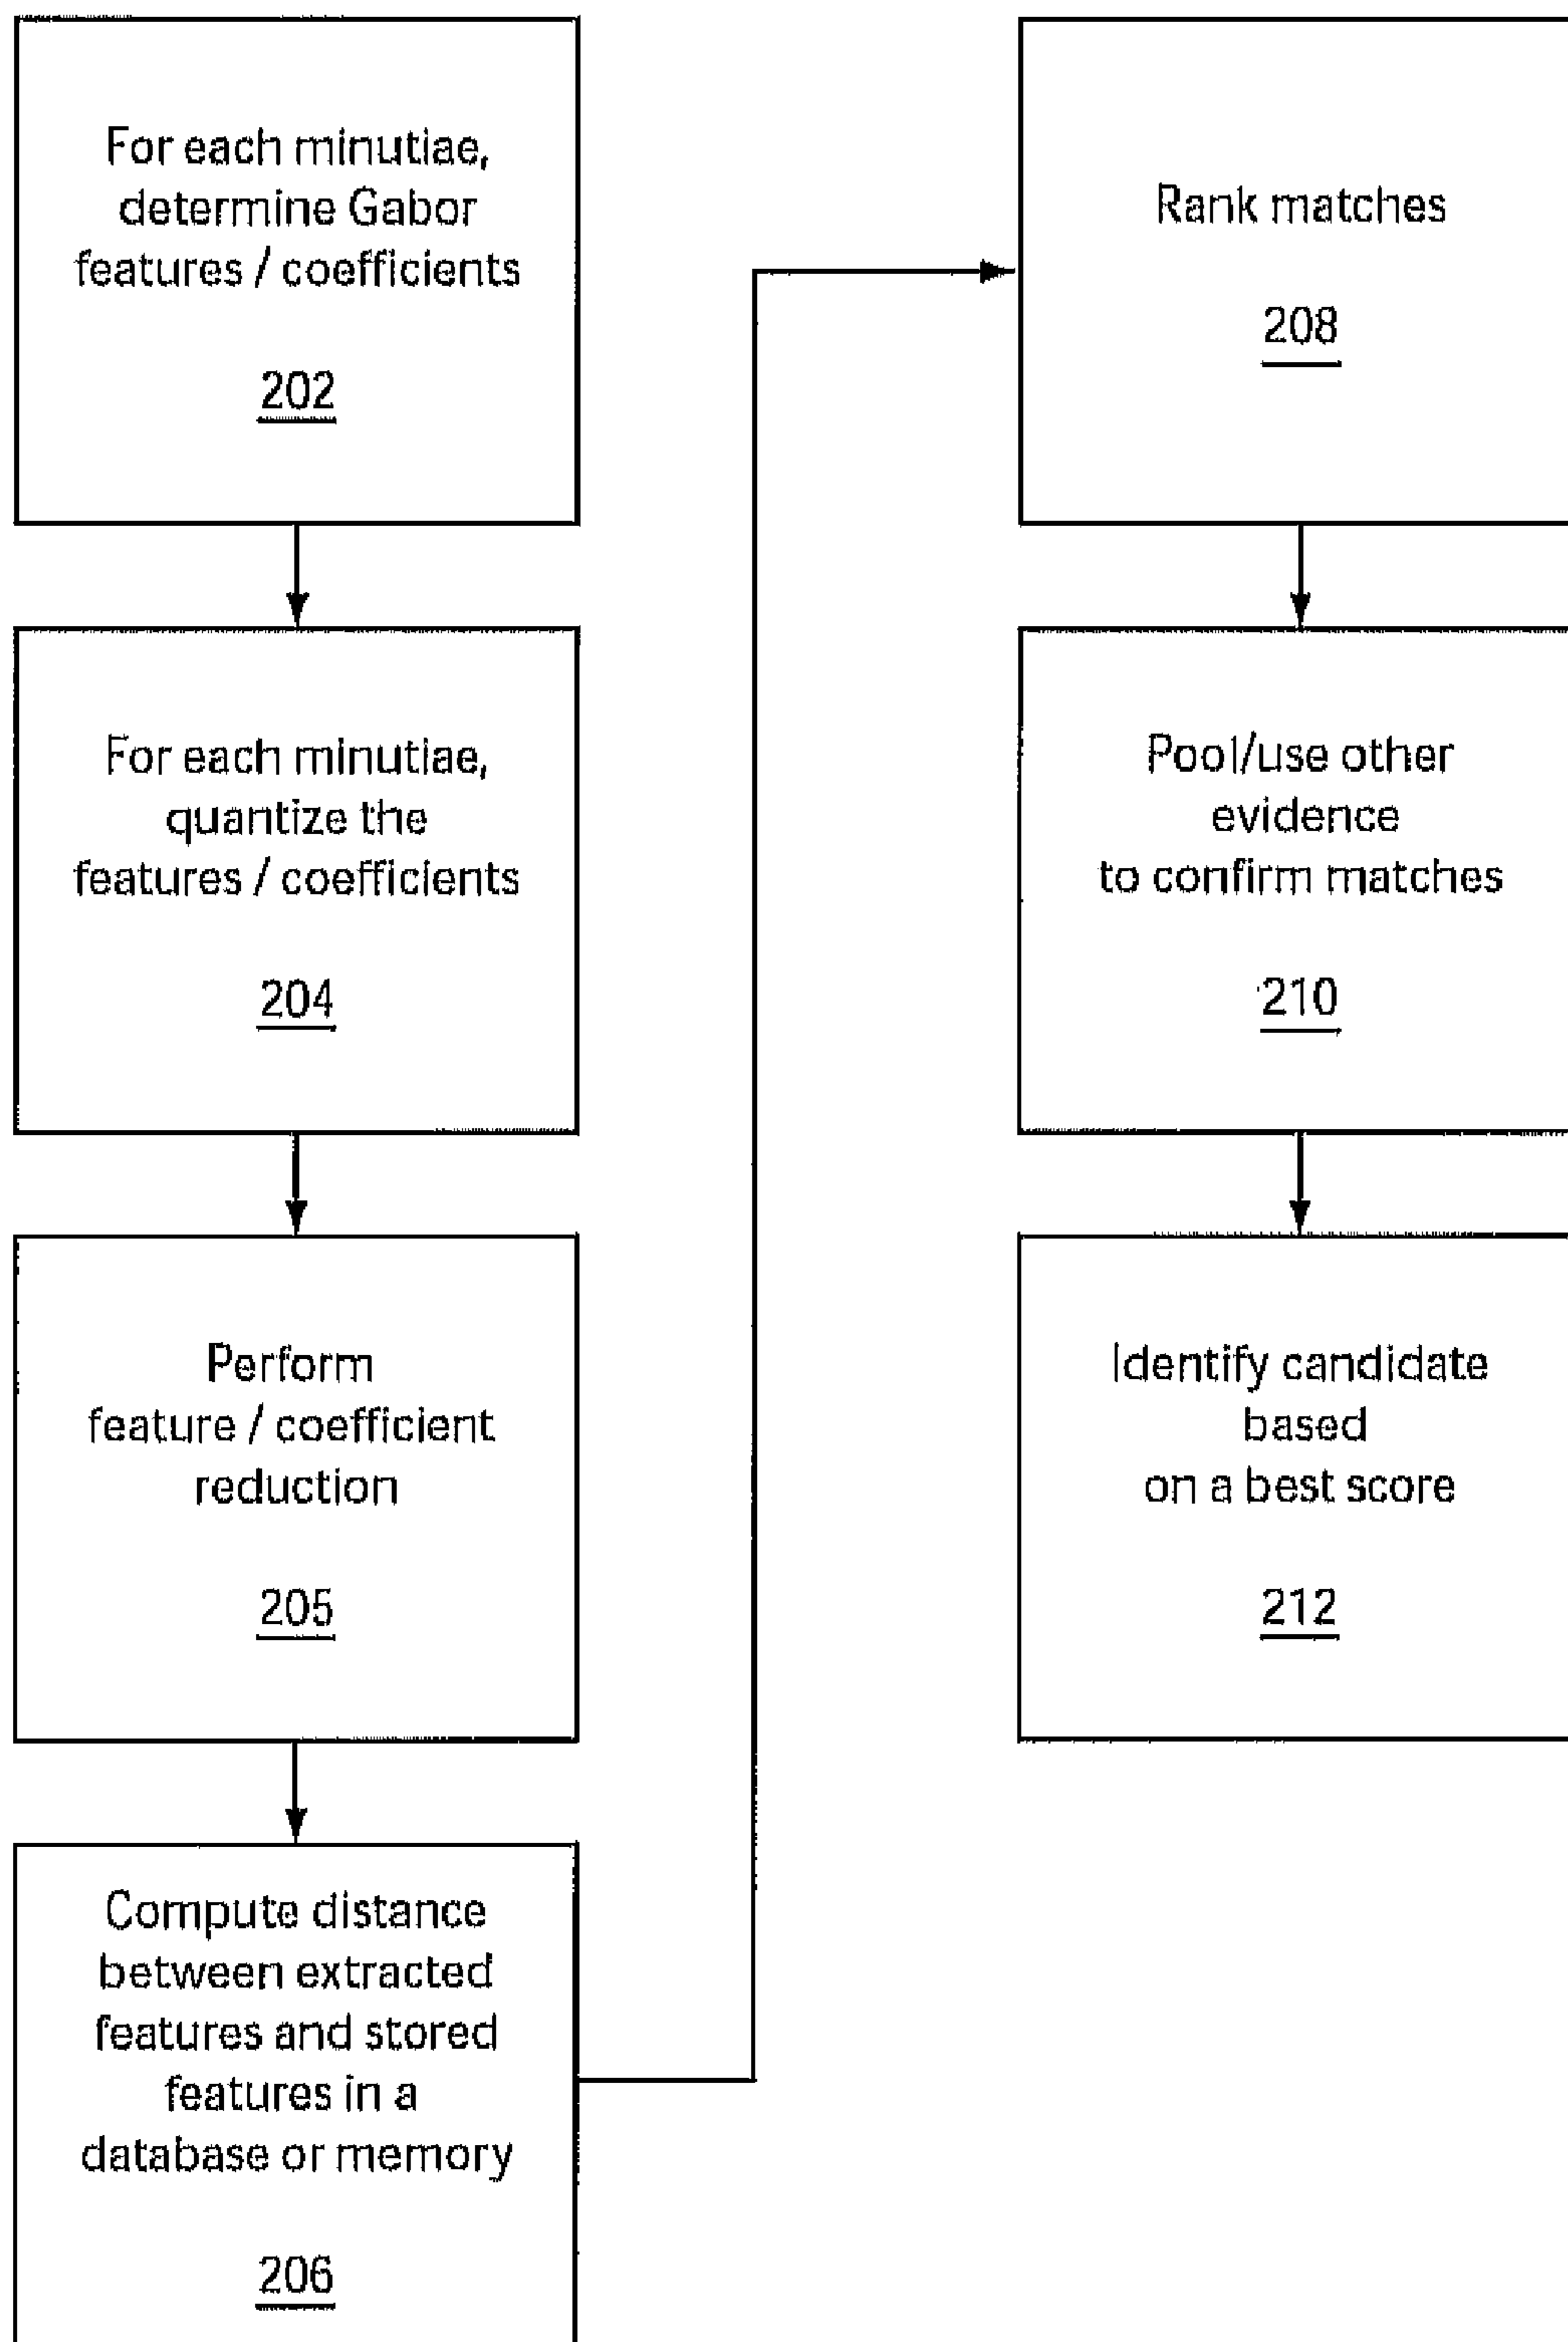 For each minutiae,
determine Gabor
features / coefficients
202
For each minutiae,
quantize the
features / coefficients
204
Perform
feature / coefficient
reduction
205
Compute distance
between extracted
features and stored
features in a
database or memory
206
Rank matches
208
Pool/use other
evidence
to confirm matches
210
Identify candidate
based
on a best score
212